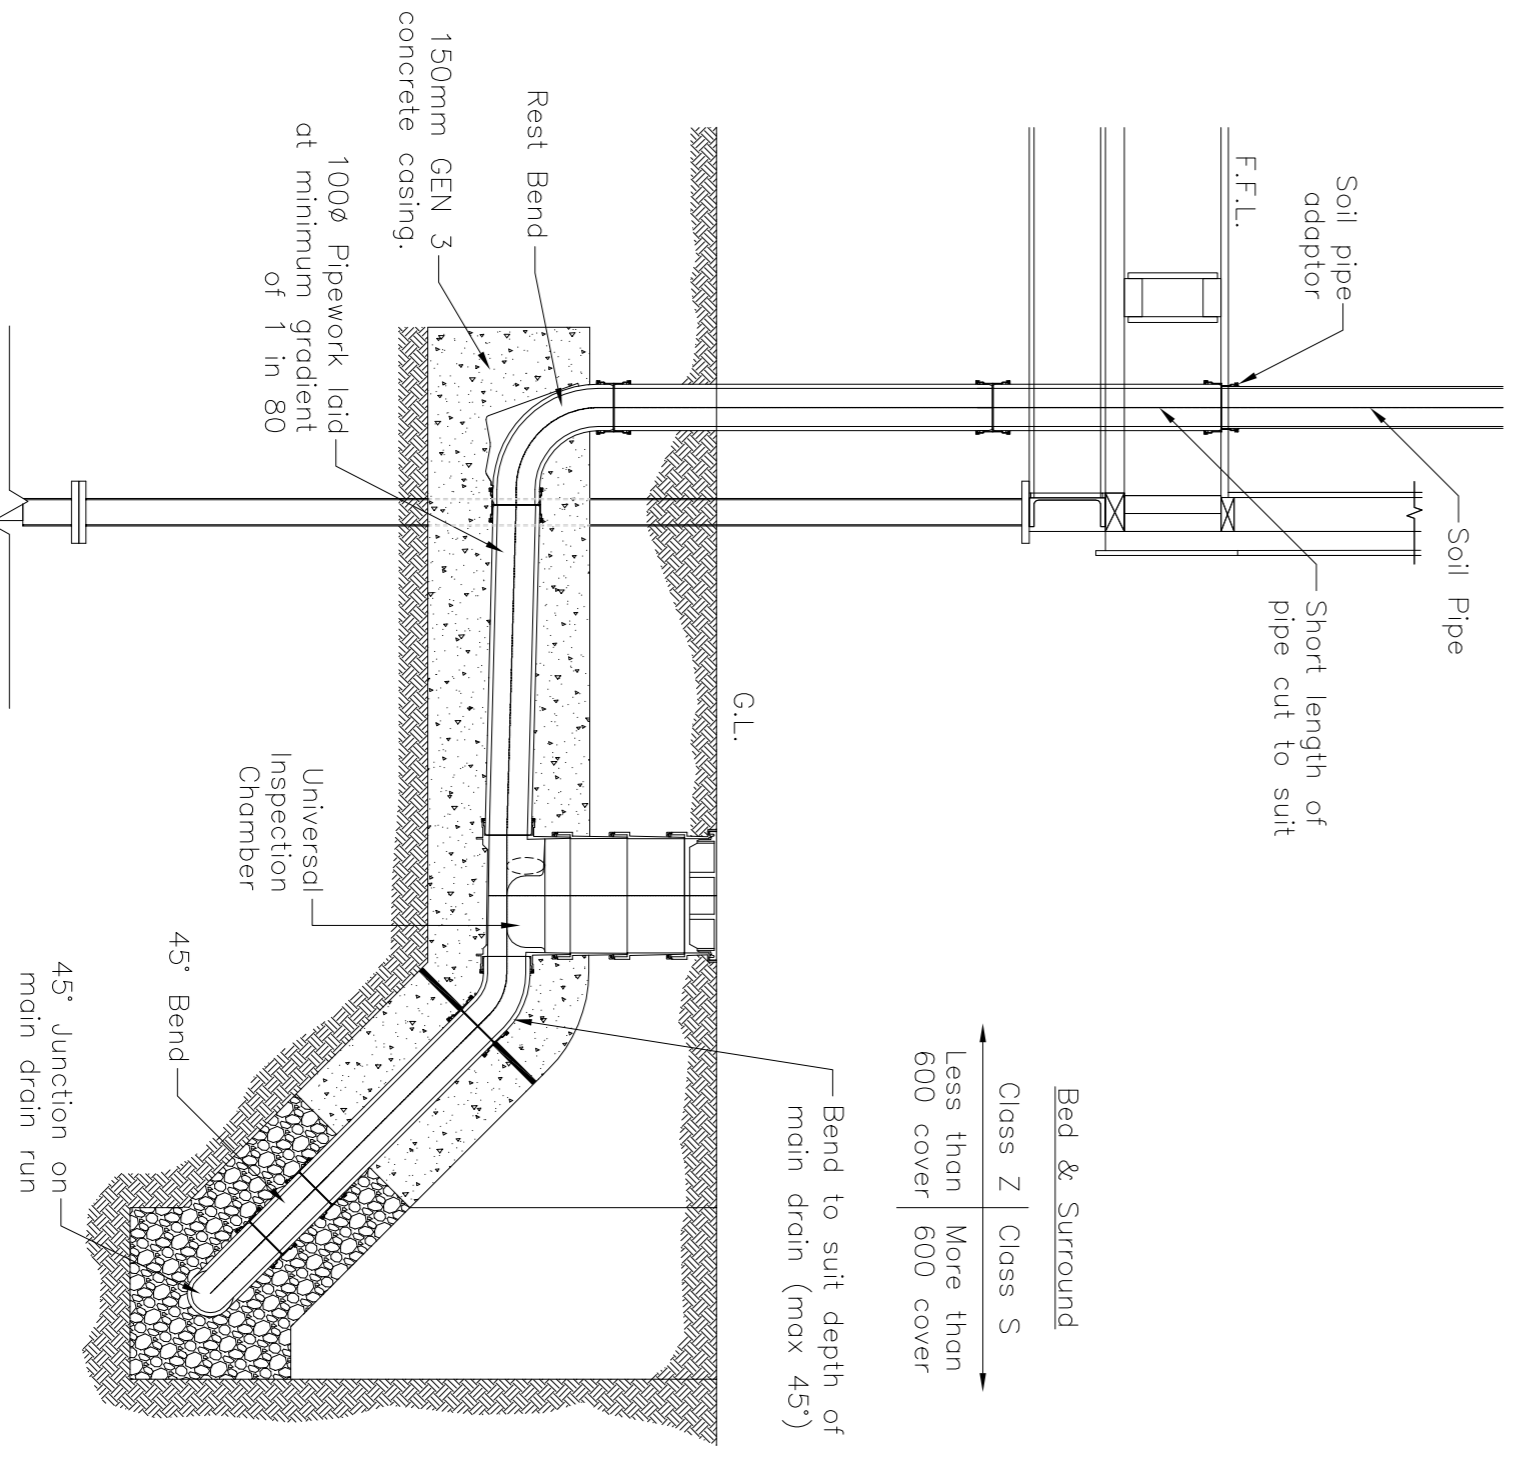 Soil Pipe
Soil pipe
adaptor
F.F.L.
Short length of
pipe cut to suit
Bed & Surround
Class Z
Class S
Less than
600 cover
More than
600 cover
G.L.
Bend to suit depth of
main drain (max 45°)
Rest Bend
150mm GEN 3
concrete casing.
100ø Pipework laid
at minimum gradient
of 1 in 80
Universal
Inspection
Chamber
45° Bend
45° Junction on
main drain run